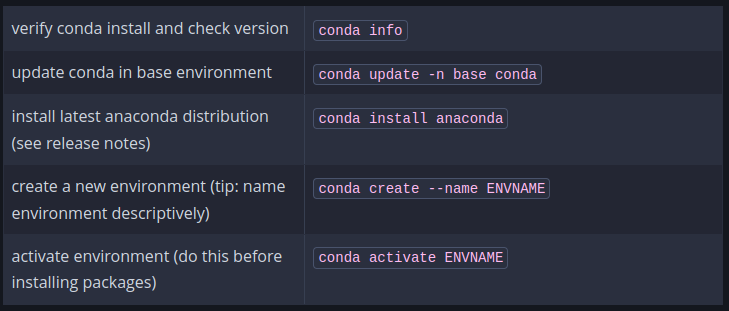 verify conda install and check version
conda info
update conda in base environment
conda update -n base conda
install latest anaconda distribution
(see release notes)
conda install anaconda
create a new environment (tip: name
environment descriptively)
conda create --name ENVNAME
activate environment (do this before
installing packages)
conda activate ENVNAME